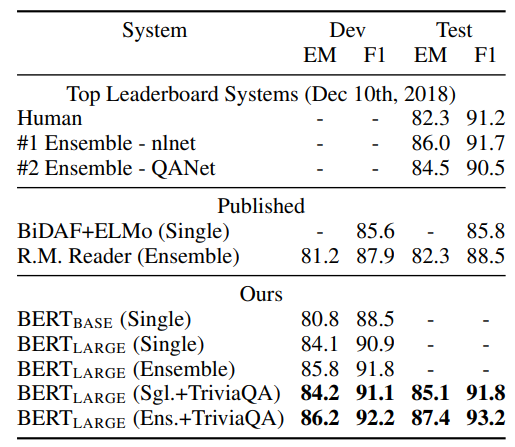 System Dev Test
EM F1 EM F1
Top Leaderboard Systems (Dec 10th, 2018)
Human - - 82.3 91.2
#1 Ensemble - nlnet - - 86.0 91.7
#2 Ensemble - QANet - - 84.5 90.5
Published
BiDAF+ELMo (Single) - 85.6 - 85.8
R.M. Reader (Ensemble) 81.2 87.9 82.3 88.5
Ours
BERTBASE (Single) 80.8 88.5 - -
BERTLARGE (Single) 84.1 90.9 - -
BERTLARGE (Ensemble) 85.8 91.8 - -
BERTLARGE (Sgl.+TriviaQA) 84.2 91.1 85.1 91.8
BERTLARGE (Ens.+TriviaQA) 86.2 92.2 87.4 93.2